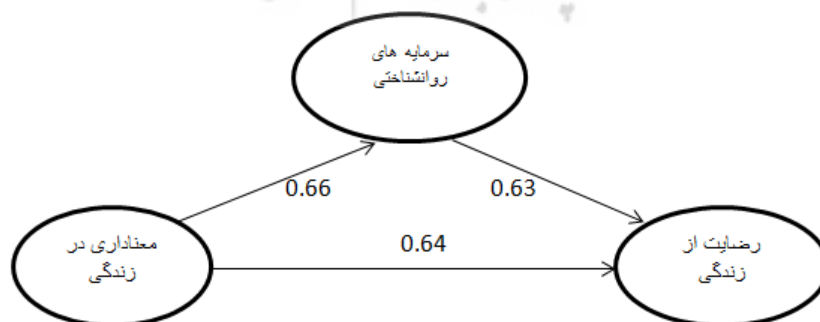 سرمایه های
روانشناختی
0.66
0.63
معناداری در
زندگی
0.64
رضایت از
زندگی